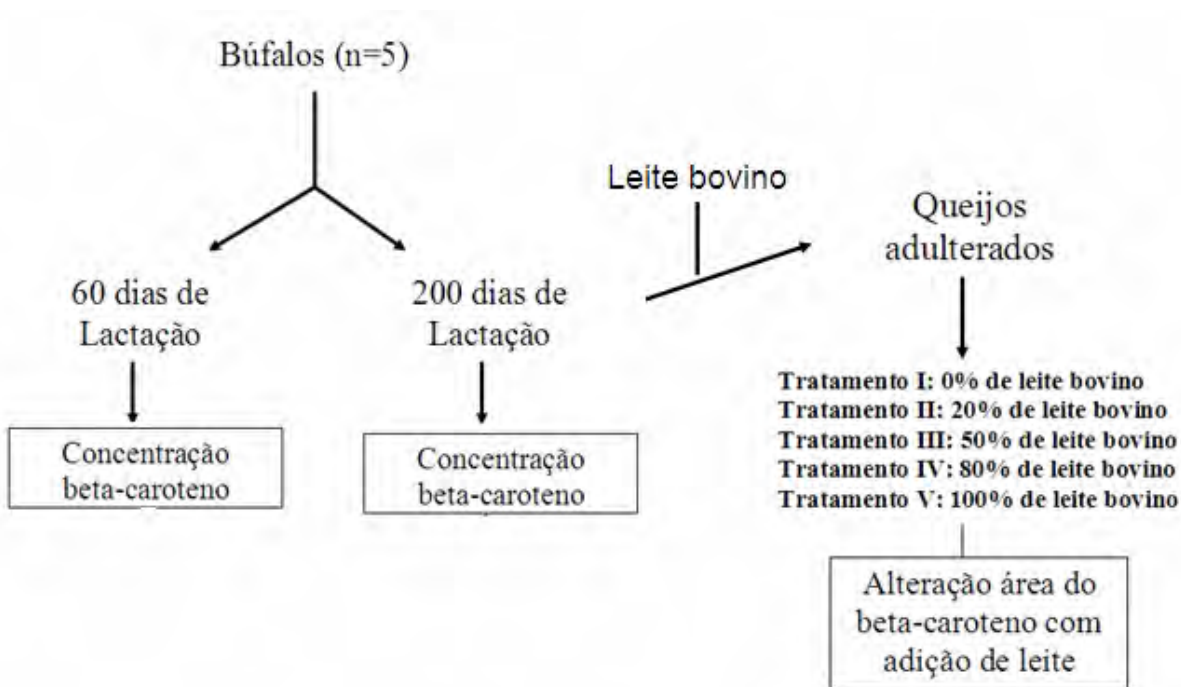 Búfalos (n=5)
Leite bovino
Queijos
adulterados
60 dias de
Lactação
200 dias de
Lactação
Concentração
beta-caroteno
Concentração
beta-caroteno
Tratamento I: 0% de leite bovino
Tratamento II: 20% de leite bovino
Tratamento III: 50% de leite bovino
Tratamento IV: 80% de leite bovino
Tratamento V: 100% de leite bovino
Alteração área do
beta-caroteno com
adição de leite